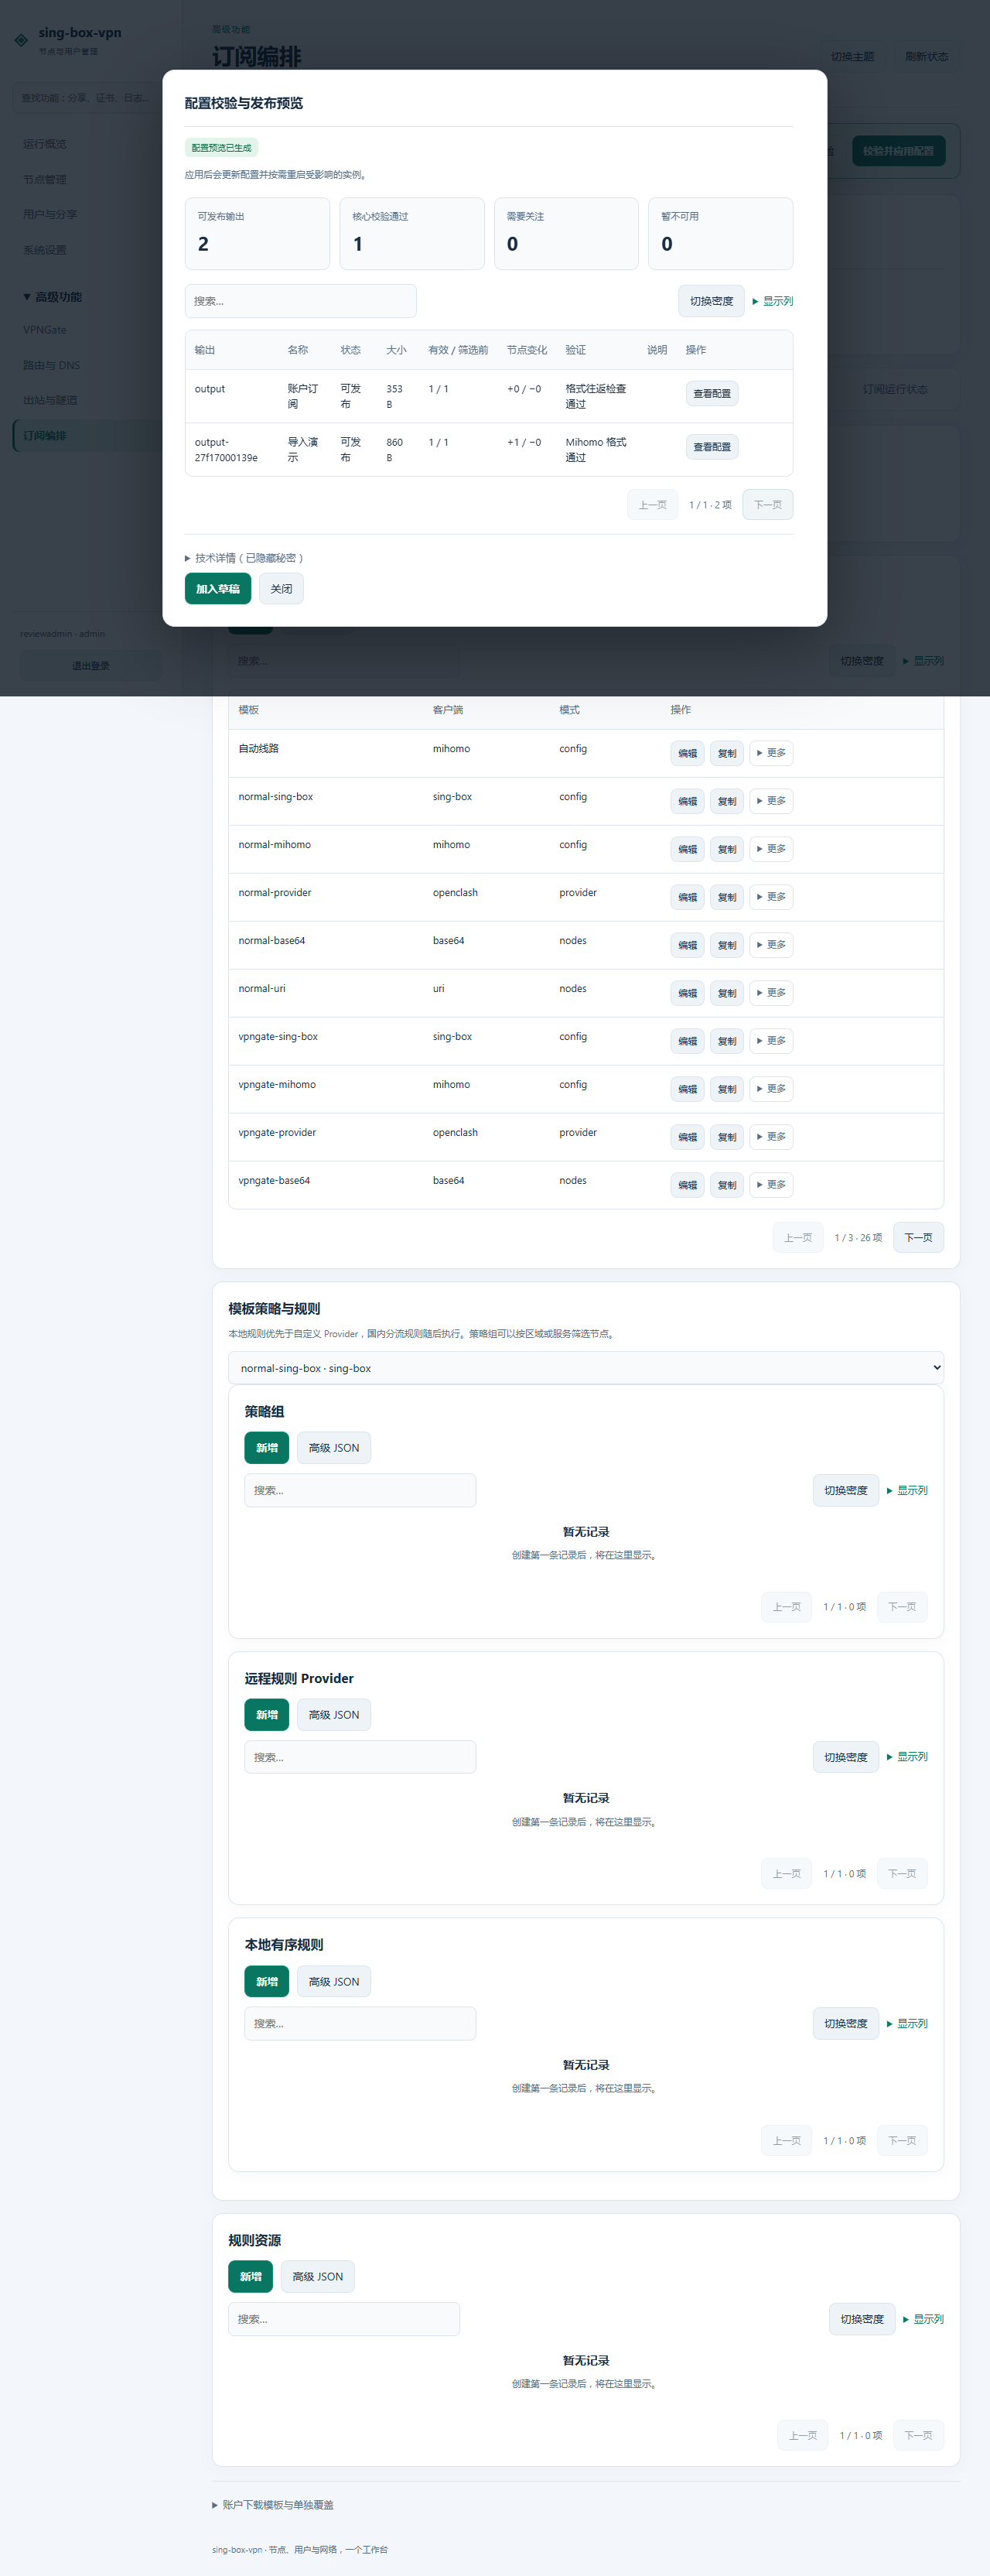 sing-box-vpn
节点与用户管理
查找功能：分享、证书、日志...
运行概览
节点管理
用户与分享
系统设置
▼ 高级功能
VPNGate
路由与 DNS
出站与隧道
订阅编排
reviewadmin · admin
退出登录
高级功能
订阅编排
切换主题
刷新状态
校验并应用配置
订阅运行状态
配置校验与发布预览
配置预览已生成
应用后会更新配置并按需重启受影响的实例。
可发布输出
2
核心校验通过
1
需要关注
0
暂不可用
0
搜索...
切换密度
▶ 显示列
输出 名称 状态 大小 有效 / 筛选前 节点变化 验证 说明 操作
output 账户订阅 可发布 353 B 1 / 1 +0 / −0 格式往返检查通过 查看配置
output-27f17000139e 导入演示 可发布 860 B 1 / 1 +1 / −0 Mihomo 格式通过 查看配置
上一页 1 / 1 · 2 项 下一页
▶ 技术详情（已隐藏秘密）
加入草稿 关闭
搜索...
切换密度
▶ 显示列
模板 客户端 模式 操作
自动线路 mihomo config 编辑 复制 ▶ 更多
normal-sing-box sing-box config 编辑 复制 ▶ 更多
normal-mihomo mihomo config 编辑 复制 ▶ 更多
normal-provider openclash provider 编辑 复制 ▶ 更多
normal-base64 base64 nodes 编辑 复制 ▶ 更多
normal-uri uri nodes 编辑 复制 ▶ 更多
vpngate-sing-box sing-box config 编辑 复制 ▶ 更多
vpngate-mihomo mihomo config 编辑 复制 ▶ 更多
vpngate-provider openclash provider 编辑 复制 ▶ 更多
vpngate-base64 base64 nodes 编辑 复制 ▶ 更多
上一页 1 / 3 · 26 项 下一页
模板策略与规则
本地规则优先于自定义 Provider，国内分流规则随后执行。策略组可以按区域或服务筛选节点。
normal-sing-box · sing-box
策略组
新增 高级 JSON
搜索...
切换密度 ▶ 显示列
暂无记录
创建第一条记录后，将在这里显示。
上一页 1 / 1 · 0 项 下一页
远程规则 Provider
新增 高级 JSON
搜索...
切换密度 ▶ 显示列
暂无记录
创建第一条记录后，将在这里显示。
上一页 1 / 1 · 0 项 下一页
本地有序规则
新增 高级 JSON
搜索...
切换密度 ▶ 显示列
暂无记录
创建第一条记录后，将在这里显示。
上一页 1 / 1 · 0 项 下一页
规则资源
新增 高级 JSON
搜索...
切换密度 ▶ 显示列
暂无记录
创建第一条记录后，将在这里显示。
上一页 1 / 1 · 0 项 下一页
▶ 账户下载模板与单独覆盖
sing-box-vpn · 节点、用户与网络，一个工作台